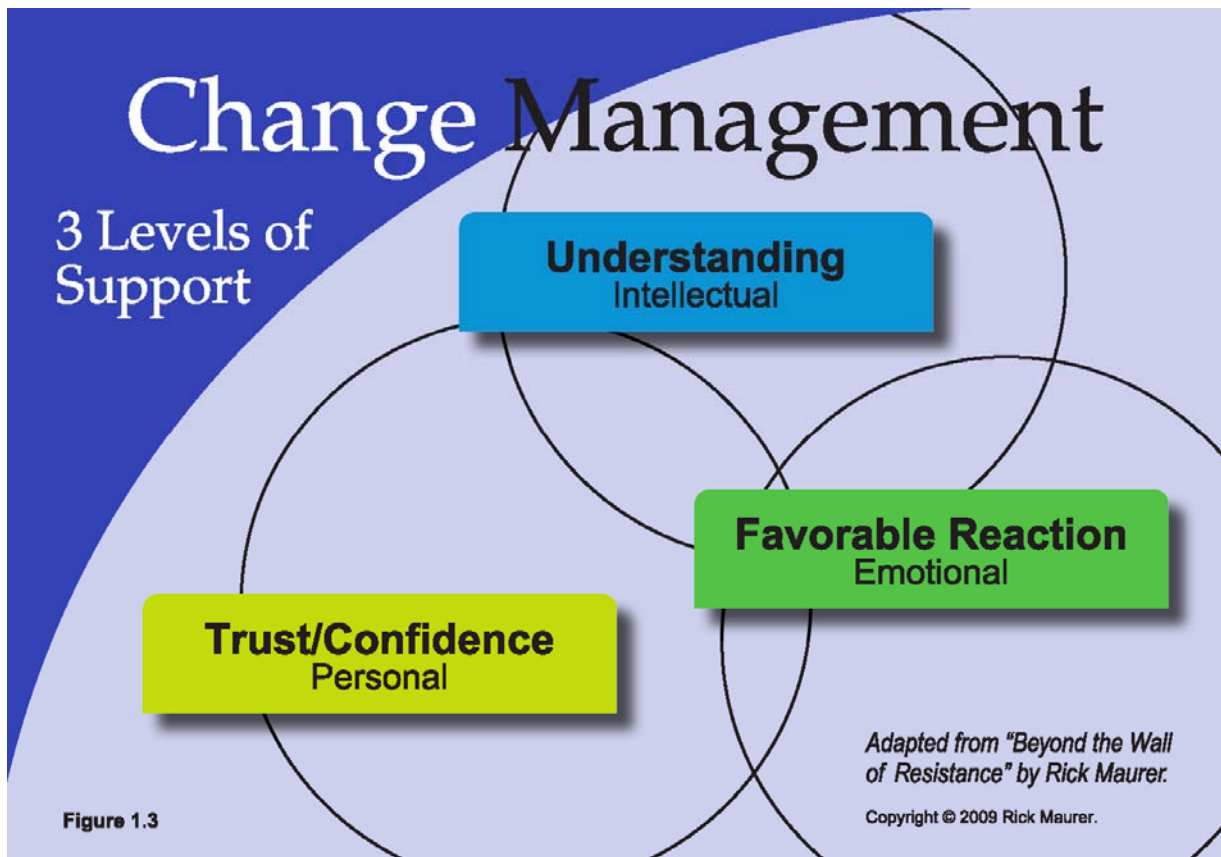 Change Management
3 Levels of
Support
Understanding
Intellectual
Favorable Reaction
Emotional
Trust/Confidence
Personal
Adapted from “Beyond the Wall
of Resistance” by Rick Maurer.
Copyright © 2009 Rick Maurer.
Figure 1.3